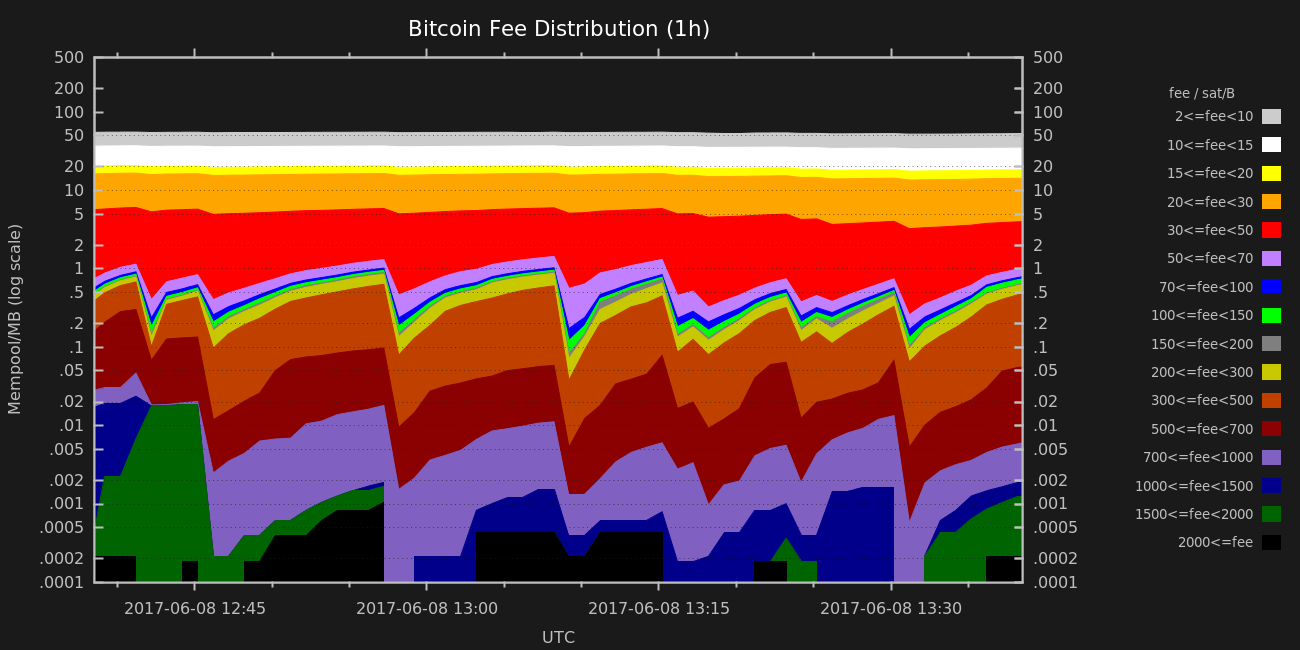 Bitcoin Fee Distribution (1h)
500
200
100
50
20
10
5
2
1
.5
.2
.1
.05
.02
.01
.005
.002
.001
.0005
.0002
.0001
Mempool/MB (log scale)
500
200
100
50
20
10
5
2
1
.5
.2
.1
.05
.02
.01
.005
.002
.001
.0005
.0002
.0001
2017-06-08 12:45
2017-06-08 13:00
2017-06-08 13:15
2017-06-08 13:30
UTC
fee / sat/B
2<=fee<10
10<=fee<15
15<=fee<20
20<=fee<30
30<=fee<50
50<=fee<70
70<=fee<100
100<=fee<150
150<=fee<200
200<=fee<300
300<=fee<500
500<=fee<700
700<=fee<1000
1000<=fee<1500
1500<=fee<2000
2000<=fee